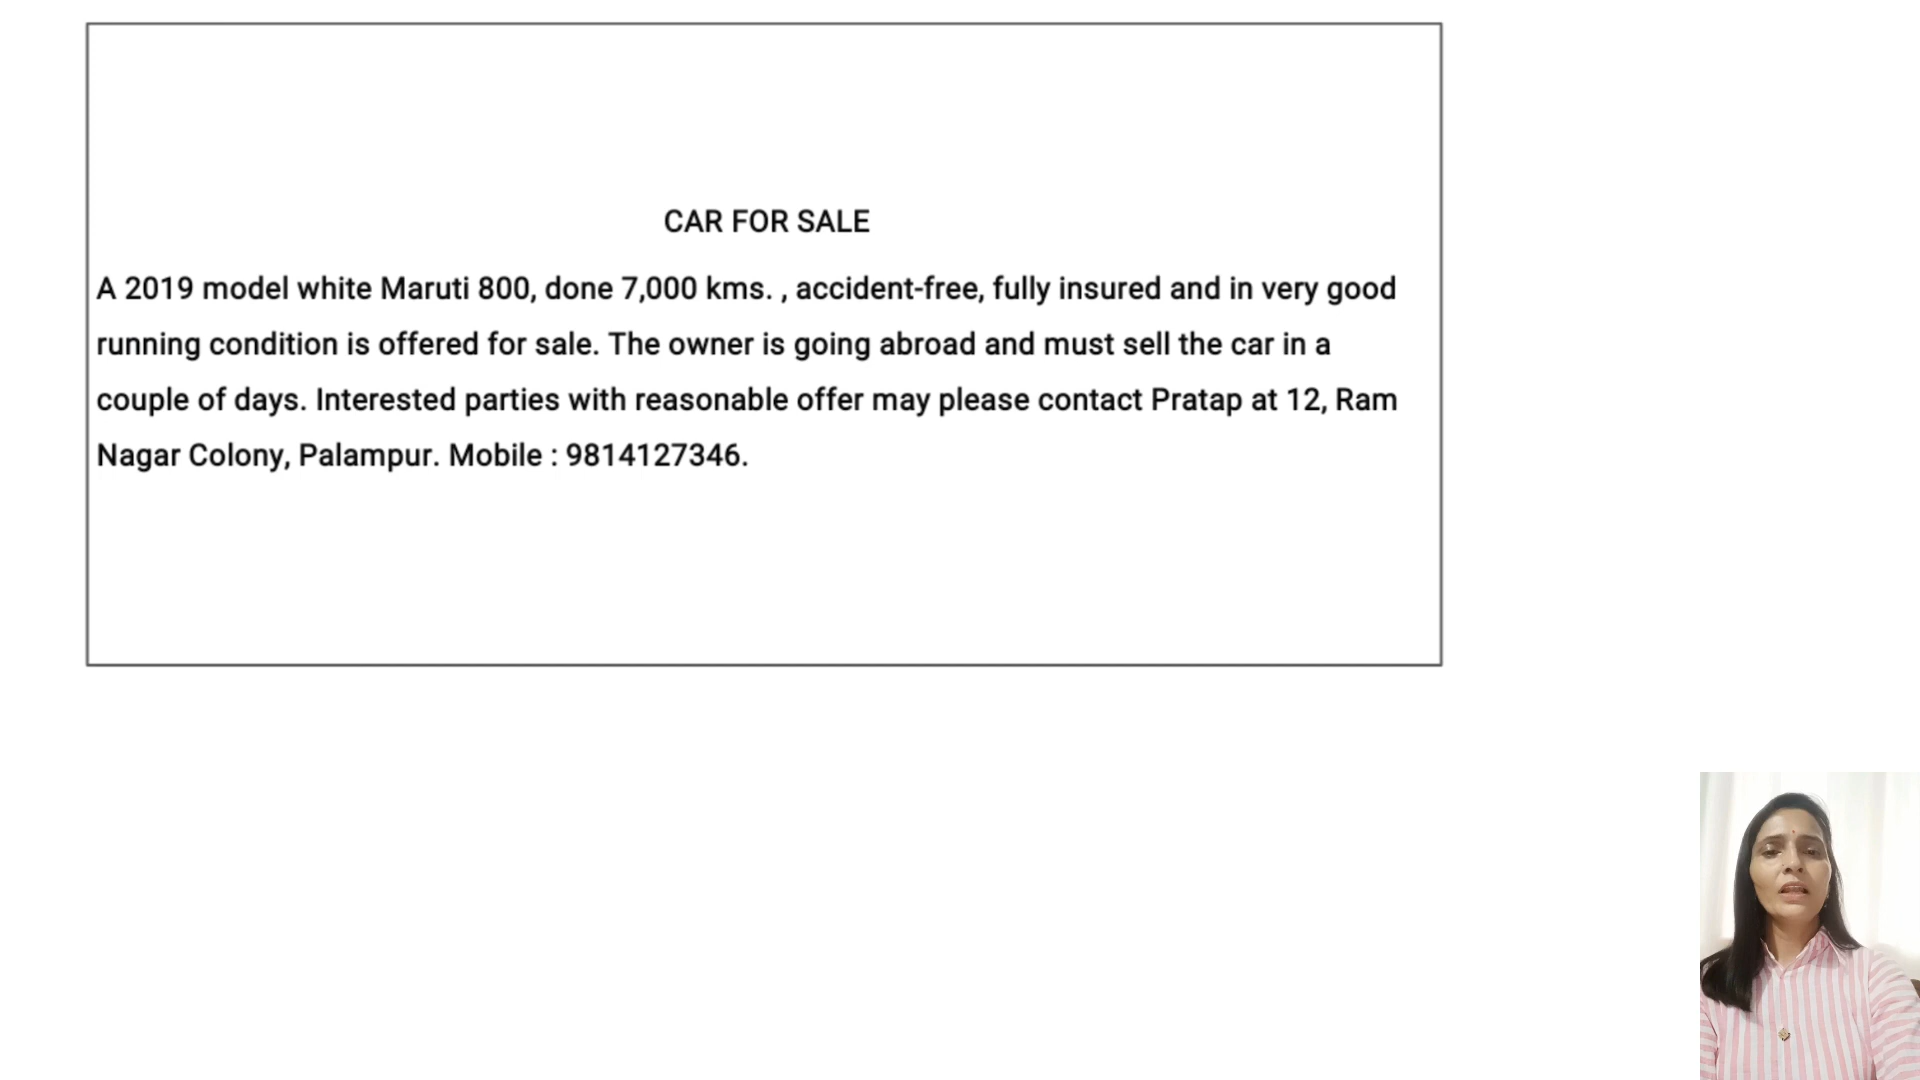 CAR FOR SALE
A 2019 model white Maruti 800, done 7,000 kms. , accident-free, fully insured and in very good
running condition is offered for sale. The owner is going abroad and must sell the car in a
couple of days. Interested parties with reasonable offer may please contact Pratap at 12, Ram
Nagar Colony, Palampur. Mobile : 9814127346.